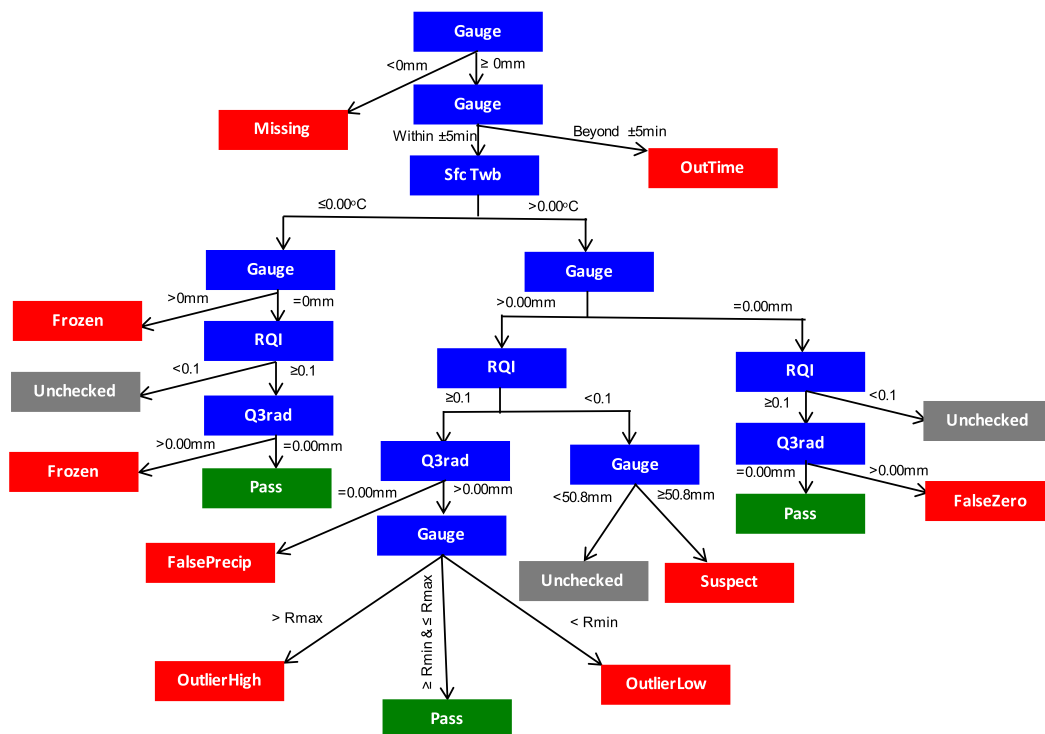 Gauge
<0mm
≥ 0mm
Gauge
Missing
Within ±5min
Beyond ±5min
Sfc Twb
OutTime
≤0.00°C
>0.00°C
Gauge
Gauge
>0mm
=0mm
>0.00mm
=0.00mm
Frozen
RQI
RQI
RQI
<0.1
≥0.1
Unchecked
≥0.1
<0.1
≥0.1
<0.1
Q3rad
Unchecked
>0.00mm
=0.00mm
Q3rad
Gauge
Q3rad
Frozen
Pass
=0.00mm
>0.00mm
<50.8mm
≥50.8mm
=0.00mm
>0.00mm
FalseZero
Pass
Gauge
FalsePrecip
Unchecked
Suspect
> Rmax
≥ Rmin & ≤ Rmax
< Rmin
OutlierHigh
OutlierLow
Pass